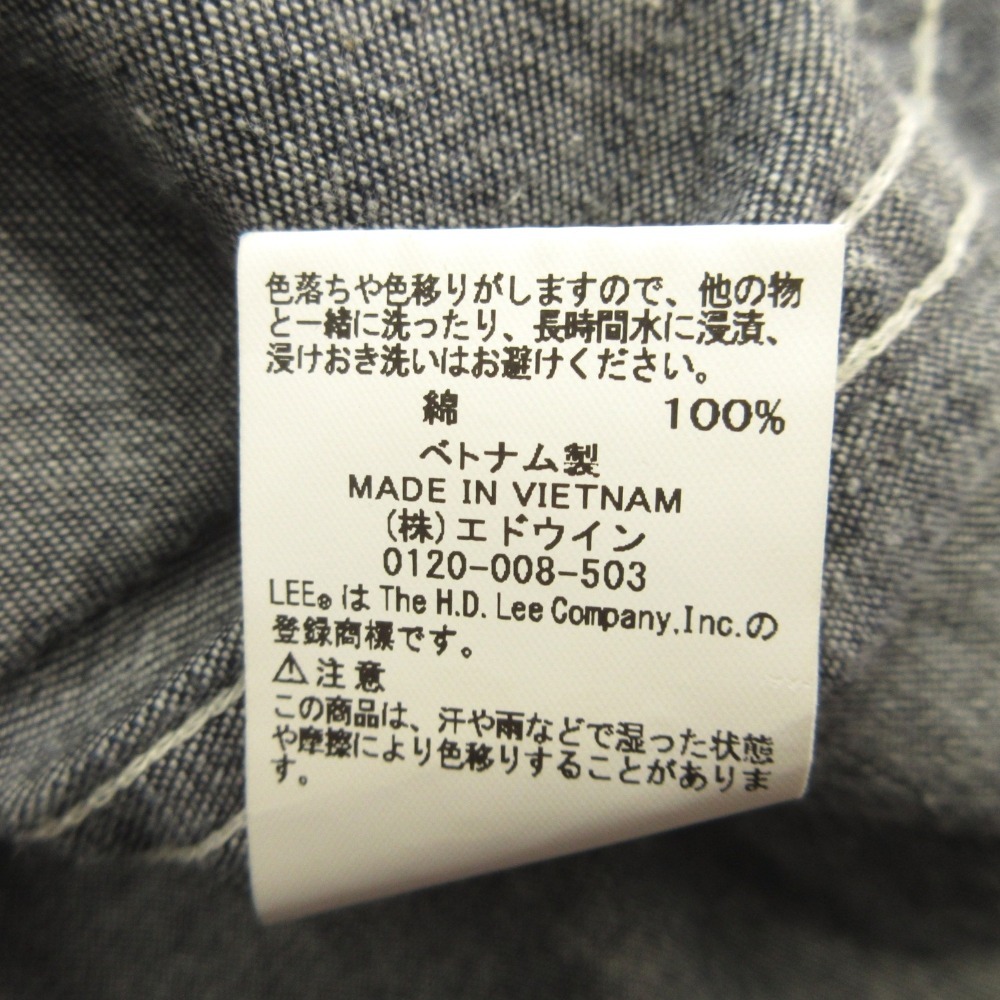 色落ちや色移りがしますので、他の物
と一緒に洗ったり、長時間水に浸漬、
浸けおき洗いはお避けください。
綿 100%
ベトナム製
MADE IN VIETNAM
(株)エドウイン
0120-008-503
LEE®は The H.D. Lee Company,Inc.の
登録商標です。
⚠注意
この商品は、汗や雨などで湿った状態
や摩擦により色移りすることがありま
す。